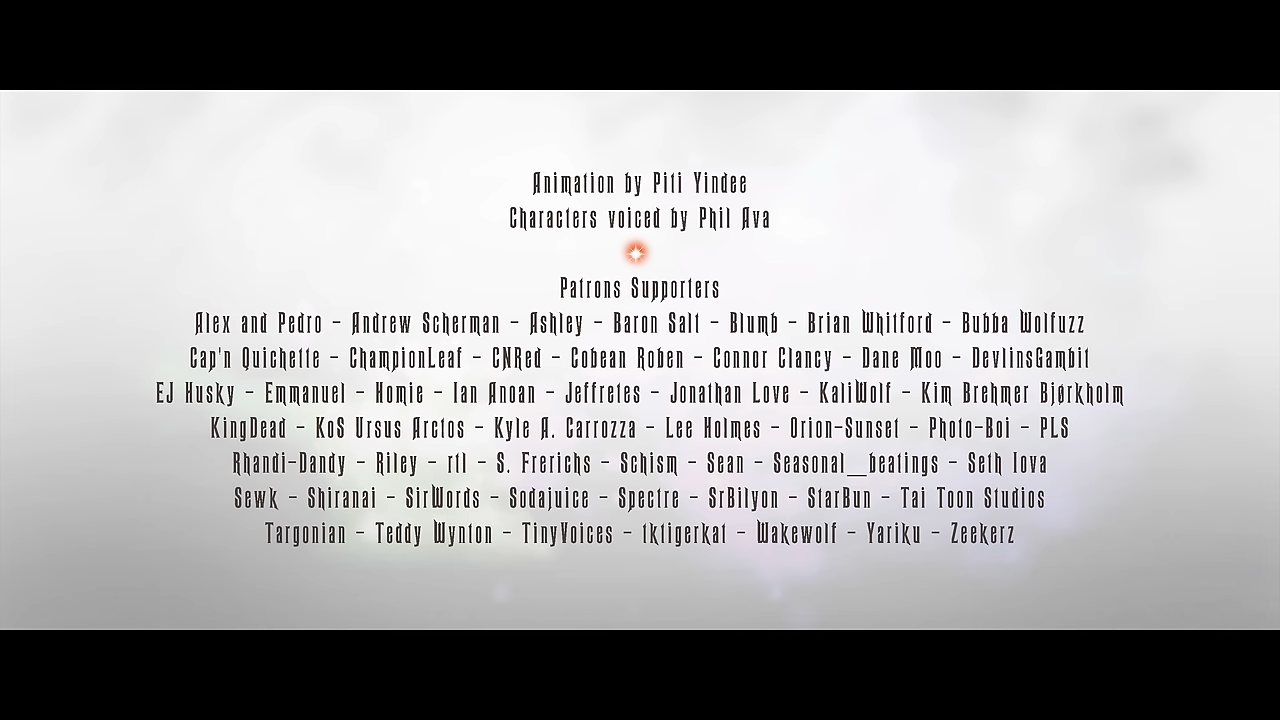 Animation by Piti Yindee
Characters voiced by Phil Ava
Patrons Supporters
Alex and Pedro - Andrew Scherman - Ashley - Baron Salt - Blumb - Brian Whitford - Bubba Wolfuzz
Cap'n Quichette - ChampionLeaf - CNRed - Cobean Roben - Connor Clancy - Dane Moo - DevlinsGambit
EJ Husky - Emmanuel - Homie - Ian Anoan - Jeffretes - Jonathan Love - KaliWolf - Kim Brehmer Bjørkholm
KingDead - KoS Ursus Arctos - Kyle A. Carrozza - Lee Holmes - Orion-Sunset - Photo-Boi - PLS
Rhandi-Dandy - Riley - rtl - S. Frerichs - Schism - Sean - Seasonal__beatings - Seth Iova
Sewk - Shiranai - SirWords - Sodajuice - Spectre - SrBilyon - StarBun - Tai Toon Studios
Targonian - Teddy Wynton - TinyVoices - tktigerkat - Wakewolf - Yariku - Zeekerz